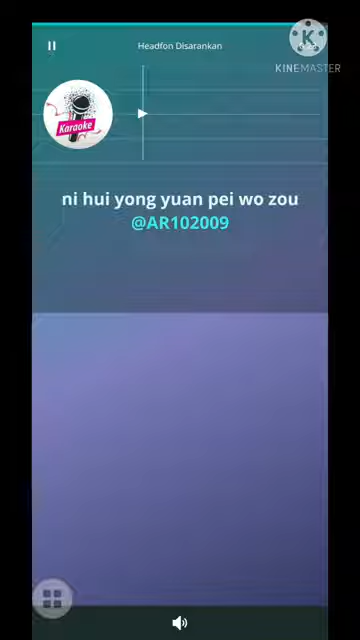 Headfon Disarankan
KINEMASTER
Karaoke
ni hui yong yuan pei wo zou
@AR102009